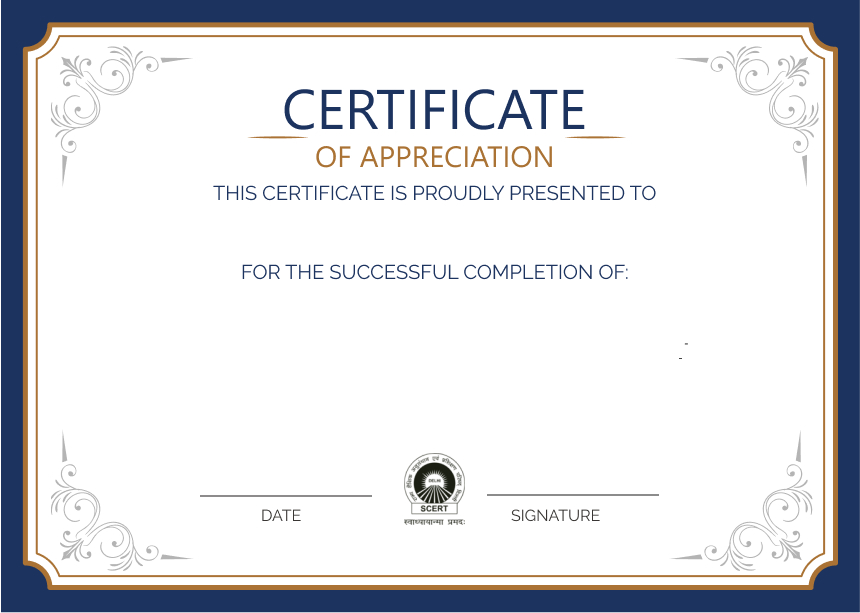 CERTIFICATE
OF APPRECIATION
THIS CERTIFICATE IS PROUDLY PRESENTED TO
FOR THE SUCCESSFUL COMPLETION OF:
-
-
DELHI
SCERT
स्वाध्यायान्मा प्रमदः
DATE
SIGNATURE